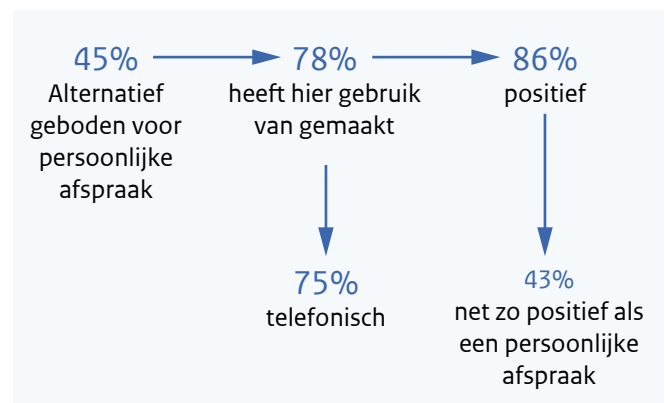 45%
Alternatief
geboden voor
persoonlijke
afspraak
78%
heeft hier gebruik
van gemaakt
86%
positief
75%
telefonisch
43%
net zo positief als
een persoonlijke
afspraak